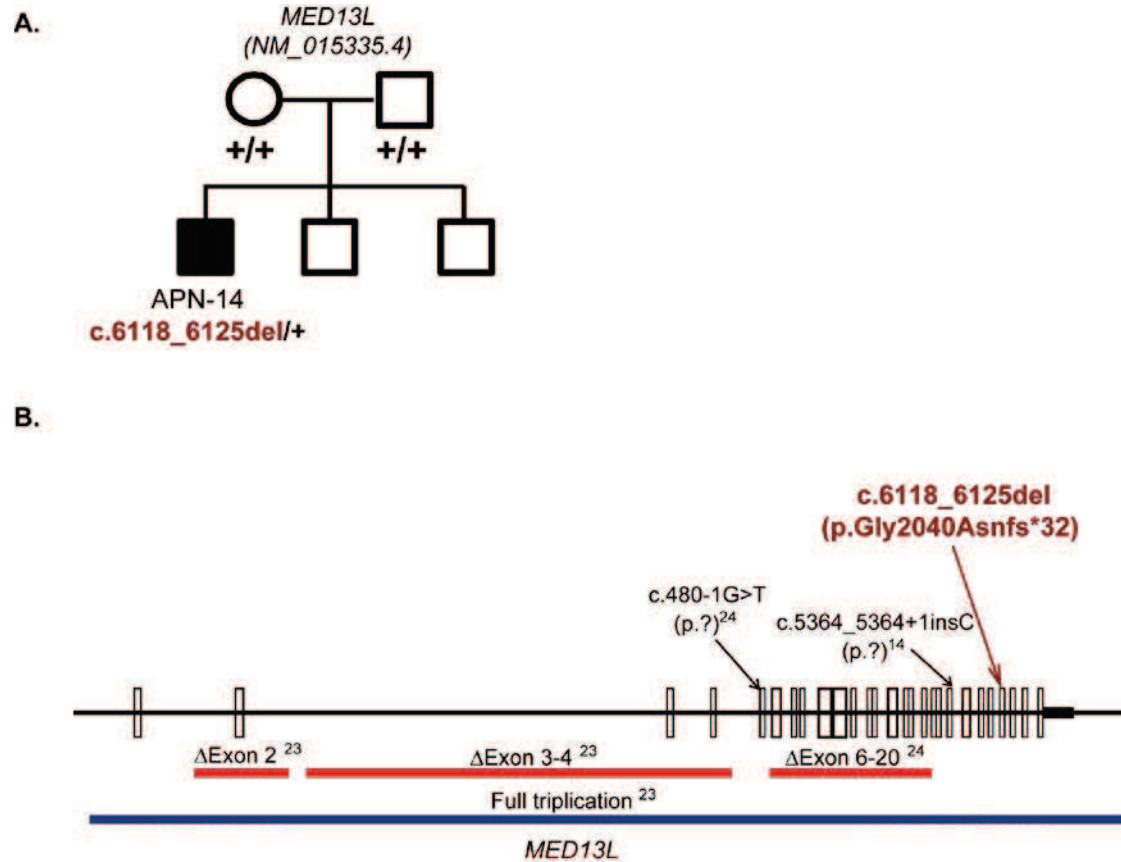 A.
MED13L
(NM_015335.4)
+/+ +/+
APN-14
c.6118_6125del/+
B.
c.6118_6125del
(p.Gly2040Asnfs*32)
c.480-1G>T
(p.?)24
c.5364_5364+1insC
(p.?)14
ΔExon 2 23
ΔExon 3-4 23
ΔExon 6-20 24
Full triplication 23
MED13L